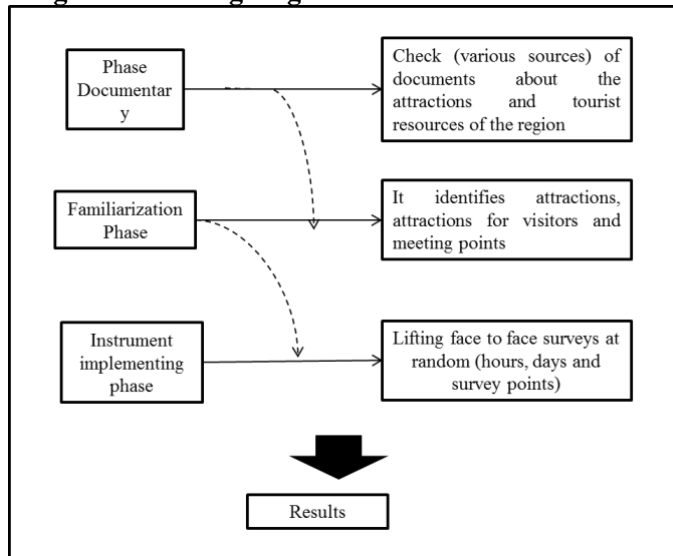 Phase
Documentar
y
Check (various sources) of
documents about the
attractions and tourist
resources of the region
Familiarization
Phase
It identifies attractions,
attractions for visitors and
meeting points
Instrument
implementing
phase
Lifting face to face surveys at
random (hours, days and
survey points)
Results